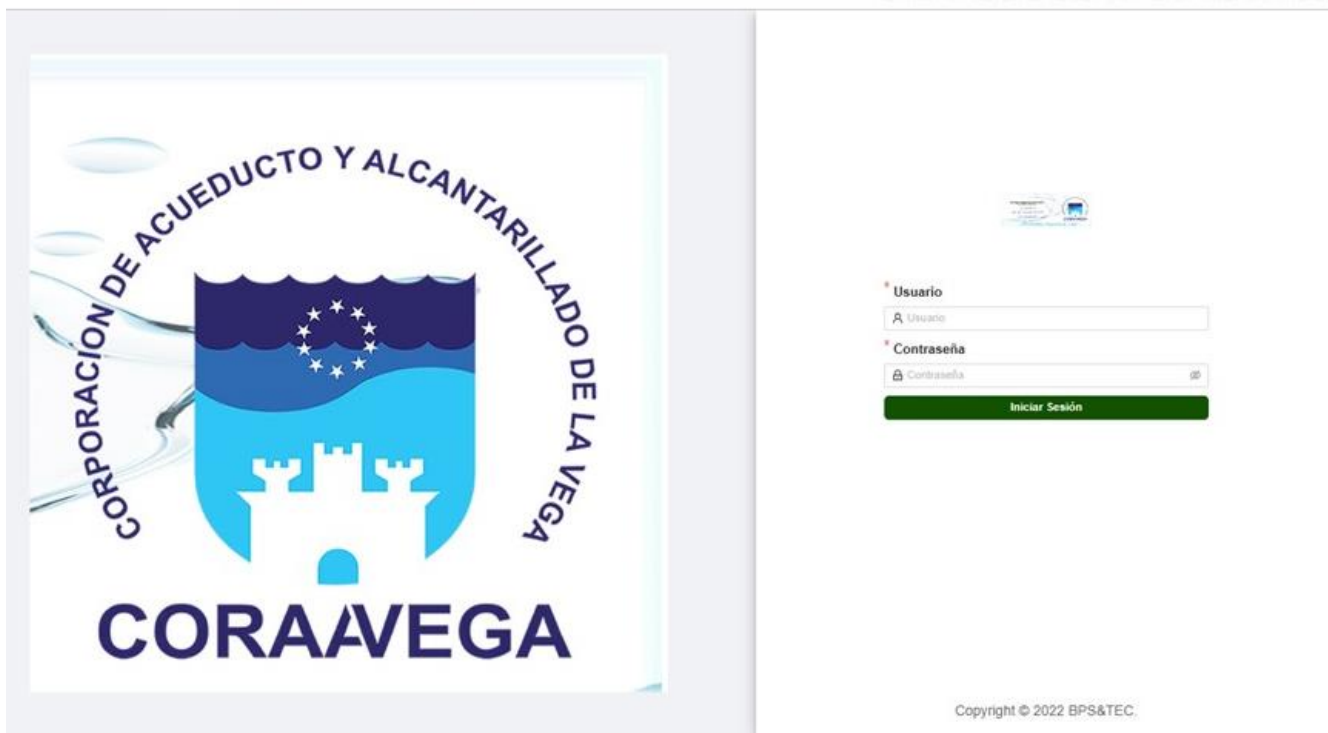 CORPORACION DE ACUEDUCTO Y ALCANTARILLADO DE LA VEGA
CORAAVEGA
* Usuario
Usuario
* Contraseña
Contraseña
Iniciar Sesión
Copyright © 2022 BPS&TEC.